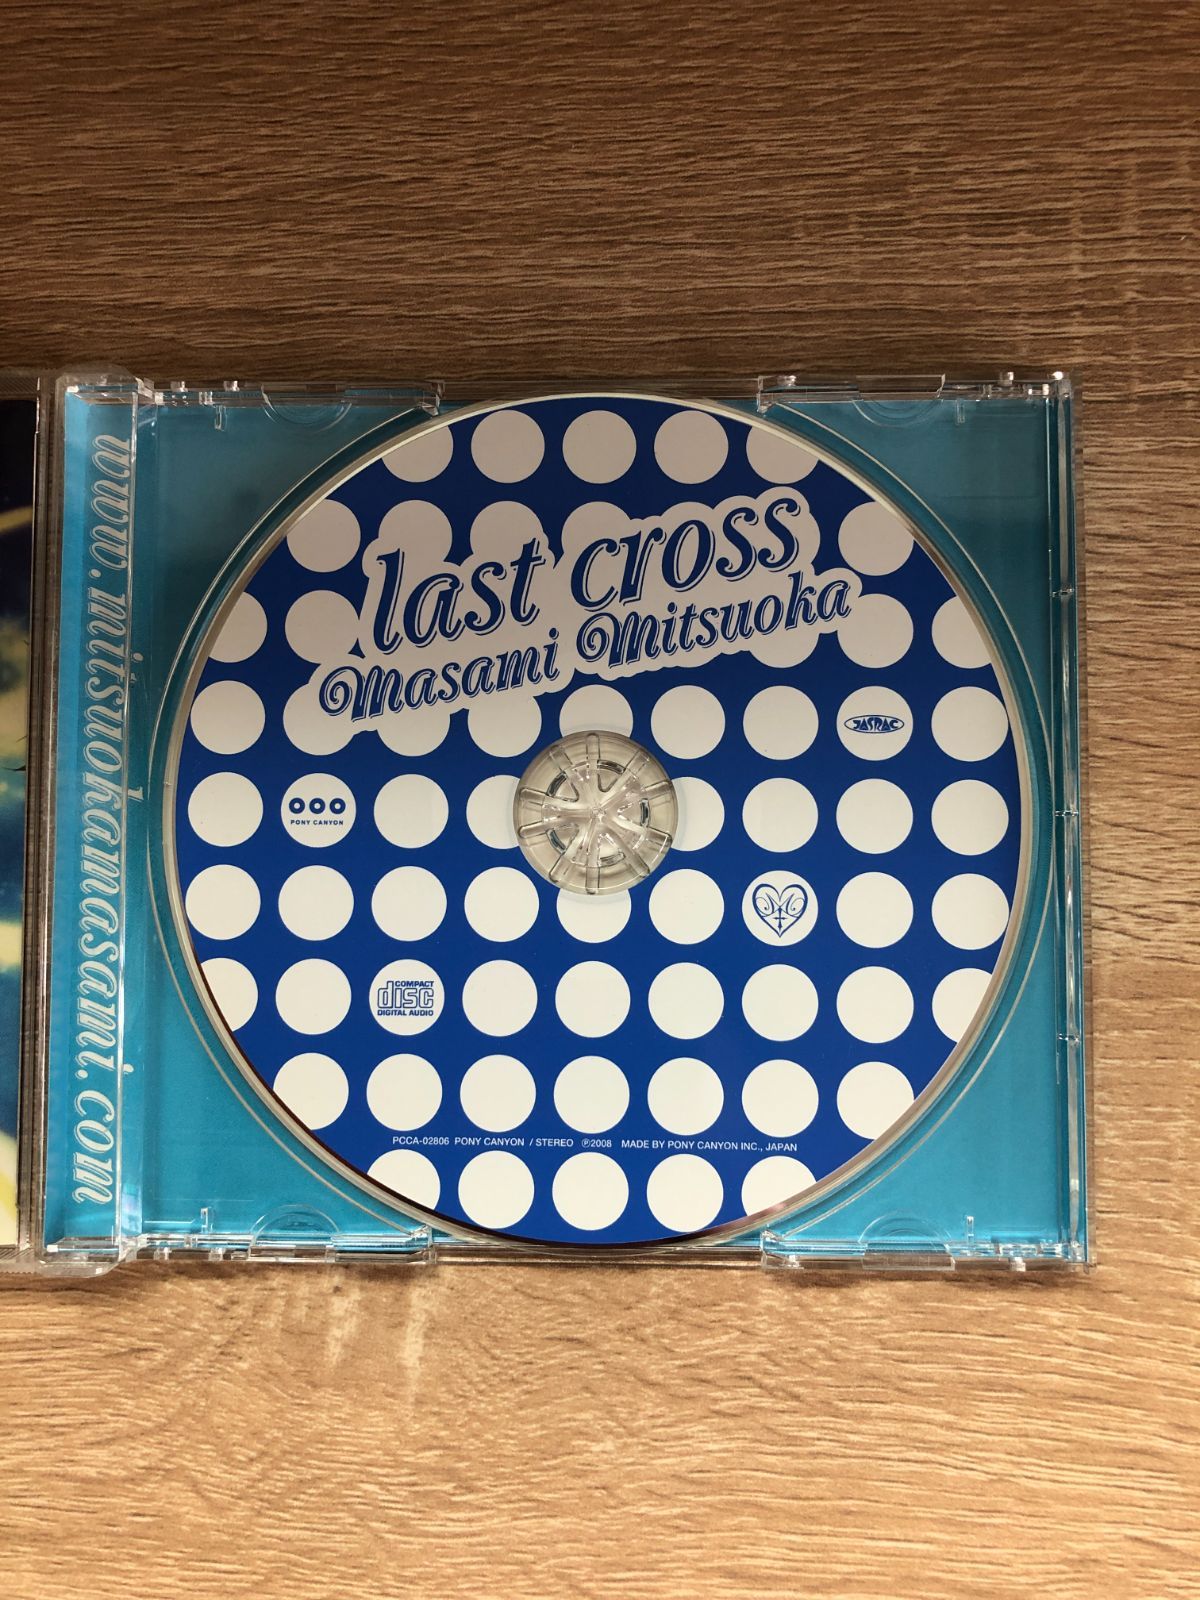 www.mitsuokamasami.com
last cross
Masami Mitsuoka
JASRAC
PONY CANYON
COMPACT
disc
DIGITAL AUDIO
PCCA-02806 PONY CANYON / STEREO ℗2008 MADE BY PONY CANYON INC., JAPAN